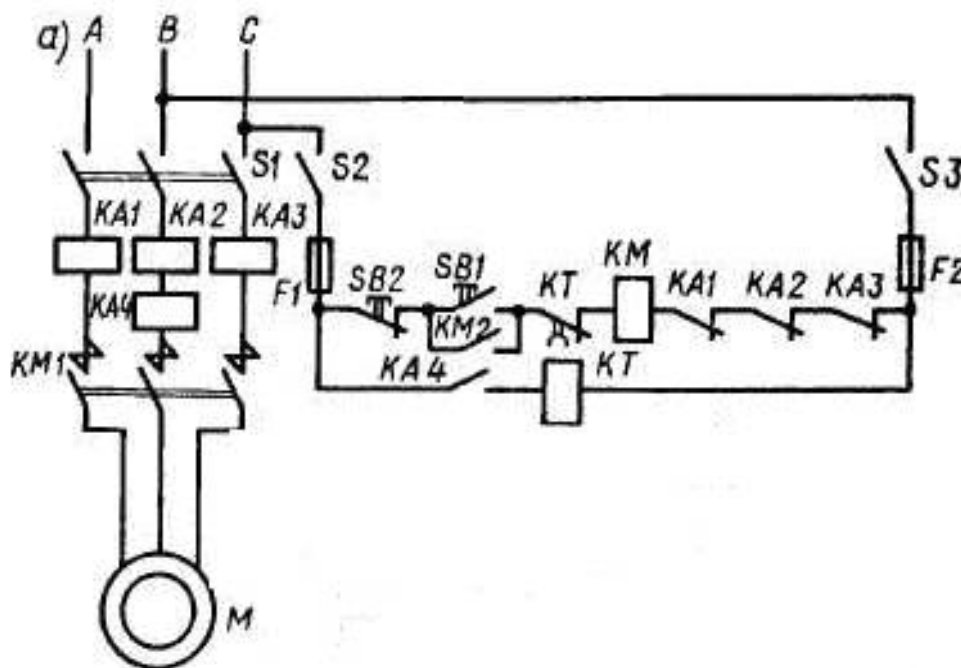 а) A B C
S1 S2 S3
KA1 KA2 KA3
KA4
F1 SB2 SB1 KT KM KA1 KA2 KA3 F2
KM2
KM1
KA4 KT
Д
M